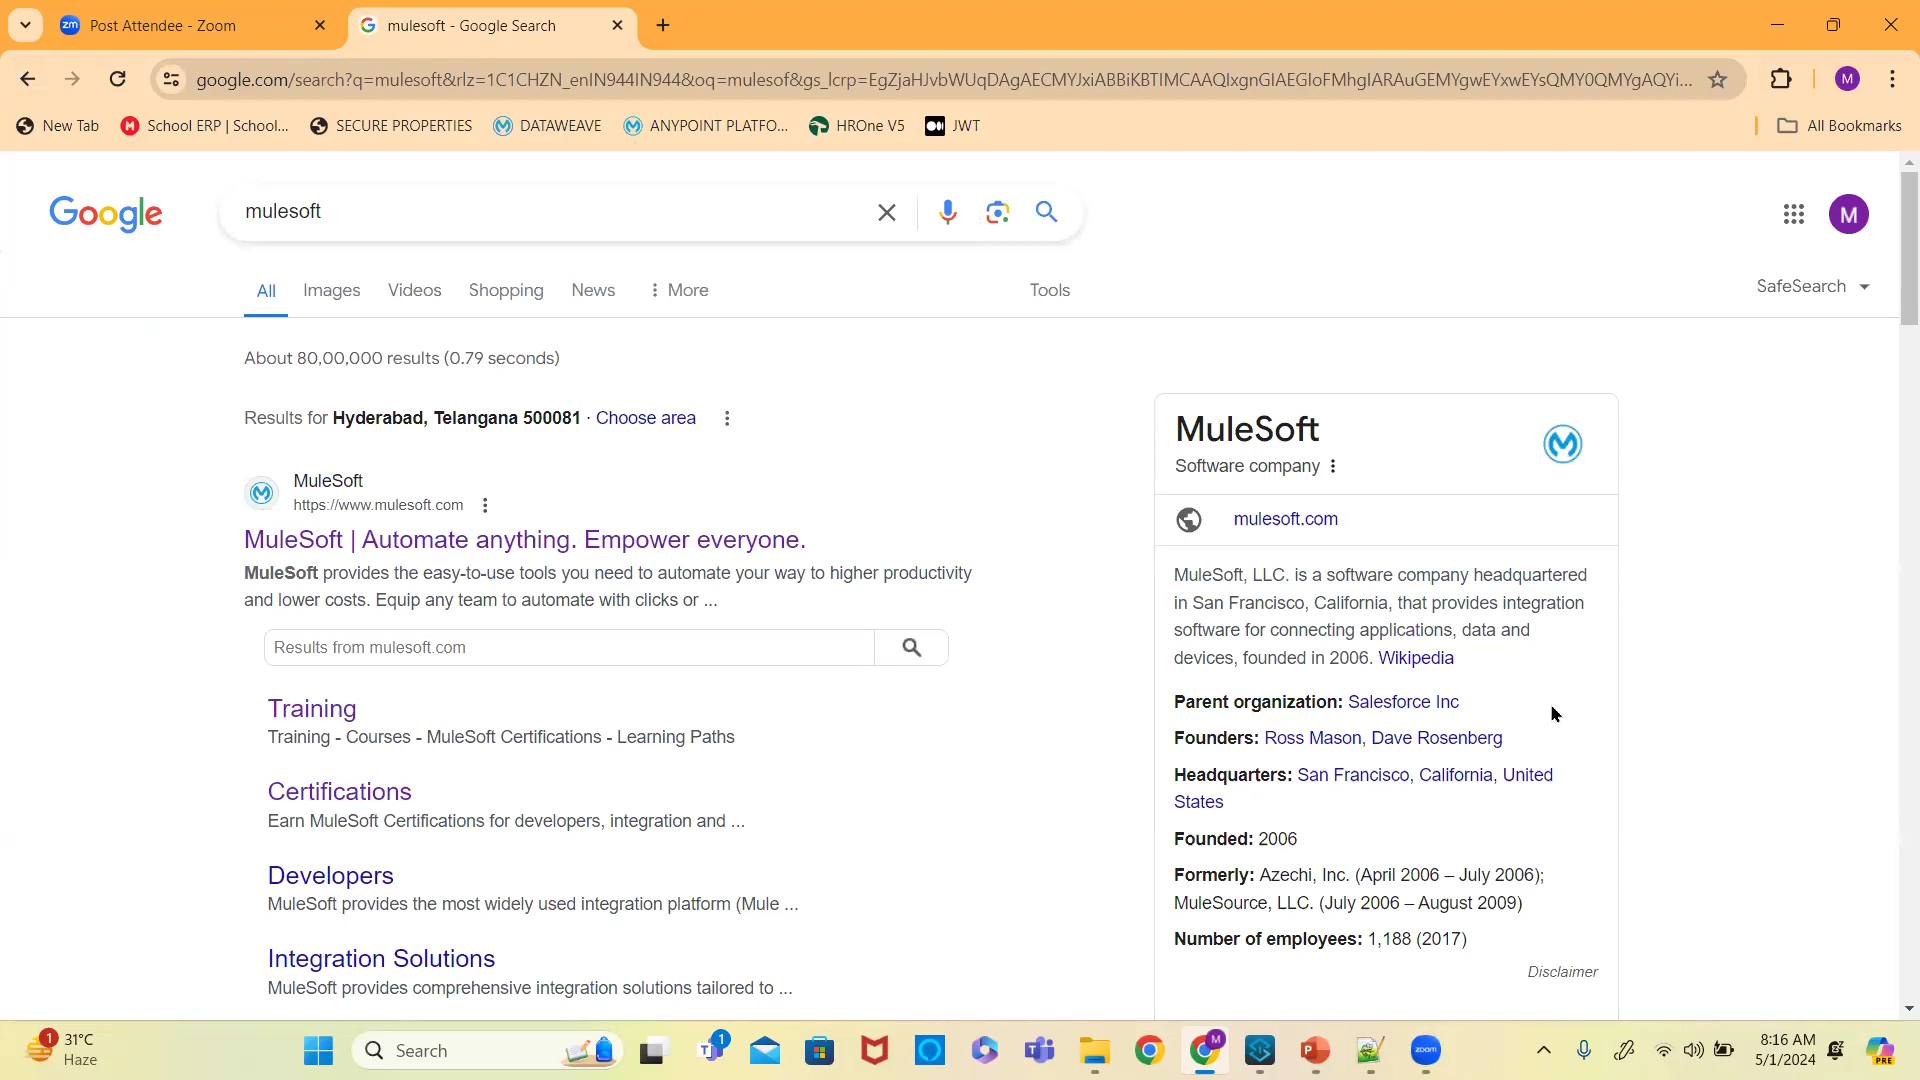 Post Attendee - Zoom
mulesoft - Google Search
google.com/search?q=mulesoft&rlz=1C1CHZN_enIN944IN944&oq=mulesof&gs_lcrp=EgZjaHJvbWUqDAgAECMYJxiABBiKBTIMCAAQIxgnGIAEGIoFMhgIARAuGEMYgwEYxwEYsQMY0QMYgAQYi...
M
New Tab
School ERP | School...
SECURE PROPERTIES
DATAWEAVE
ANYPOINT PLATFO...
HROne V5
JWT
All Bookmarks
Google
mulesoft
M
All
Images
Videos
Shopping
News
More
Tools
SafeSearch
About 80,00,000 results (0.79 seconds)
Results for Hyderabad, Telangana 500081 · Choose area
MuleSoft
https://www.mulesoft.com
MuleSoft | Automate anything. Empower everyone.
MuleSoft provides the easy-to-use tools you need to automate your way to higher productivity
and lower costs. Equip any team to automate with clicks or ...
Results from mulesoft.com
Training
Training - Courses - MuleSoft Certifications - Learning Paths
Certifications
Earn MuleSoft Certifications for developers, integration and ...
Developers
MuleSoft provides the most widely used integration platform (Mule ...
Integration Solutions
MuleSoft provides comprehensive integration solutions tailored to ...
MuleSoft
Software company
mulesoft.com
MuleSoft, LLC. is a software company headquartered
in San Francisco, California, that provides integration
software for connecting applications, data and
devices, founded in 2006. Wikipedia
Parent organization: Salesforce Inc
Founders: Ross Mason, Dave Rosenberg
Headquarters: San Francisco, California, United
States
Founded: 2006
Formerly: Azechi, Inc. (April 2006 – July 2006);
MuleSource, LLC. (July 2006 – August 2009)
Number of employees: 1,188 (2017)
Disclaimer
1
31°C
Haze
Search
1
M
zoom
8:16 AM
5/1/2024
PRE